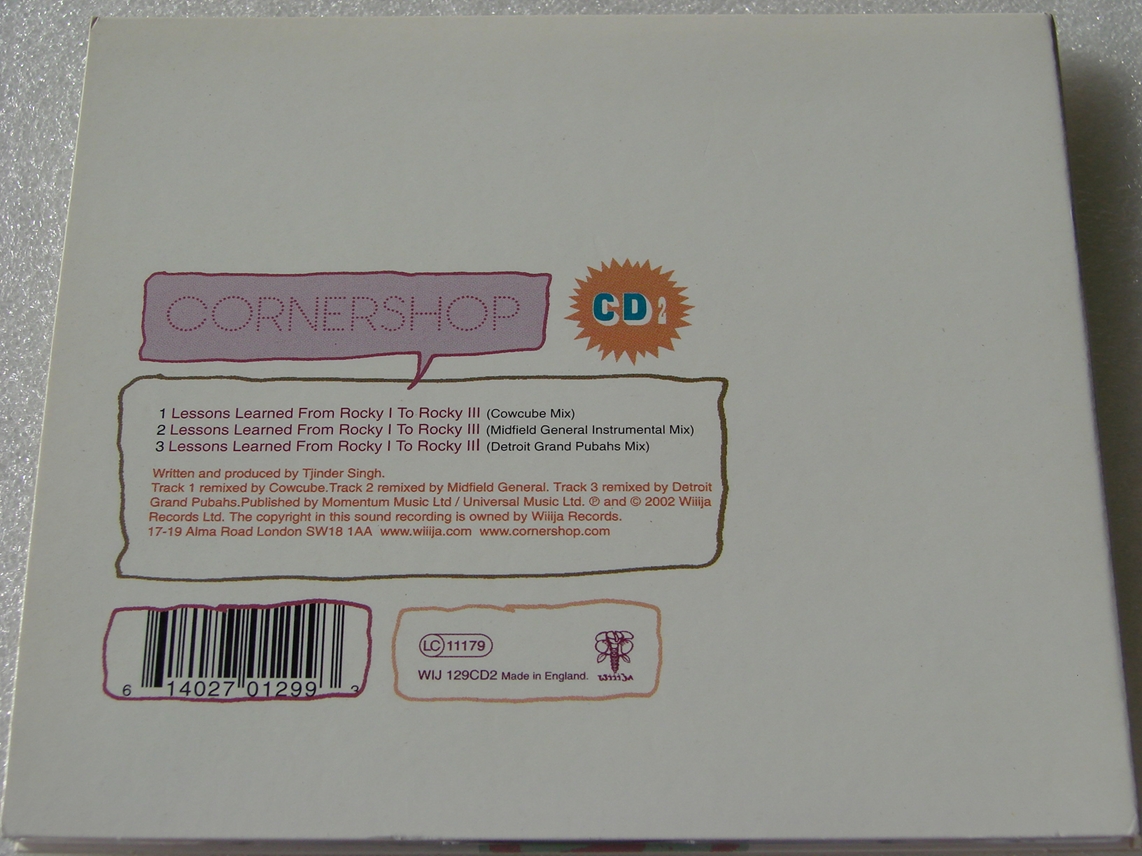 CORNERSHOP
CD 2
1 Lessons Learned From Rocky I To Rocky III (Cowcube Mix)
2 Lessons Learned From Rocky I To Rocky III (Midfield General Instrumental Mix)
3 Lessons Learned From Rocky I To Rocky III (Detroit Grand Pubahs Mix)
Written and produced by Tjinder Singh.
Track 1 remixed by Cowcube.Track 2 remixed by Midfield General. Track 3 remixed by Detroit
Grand Pubahs.Published by Momentum Music Ltd / Universal Music Ltd. ℗ and © 2002 Wiiija
Records Ltd. The copyright in this sound recording is owned by Wiiija Records.
17-19 Alma Road London SW18 1AA www.wiiija.com www.cornershop.com
6 14027 01299 3
LC 11179
WIJ 129CD2 Made in England.